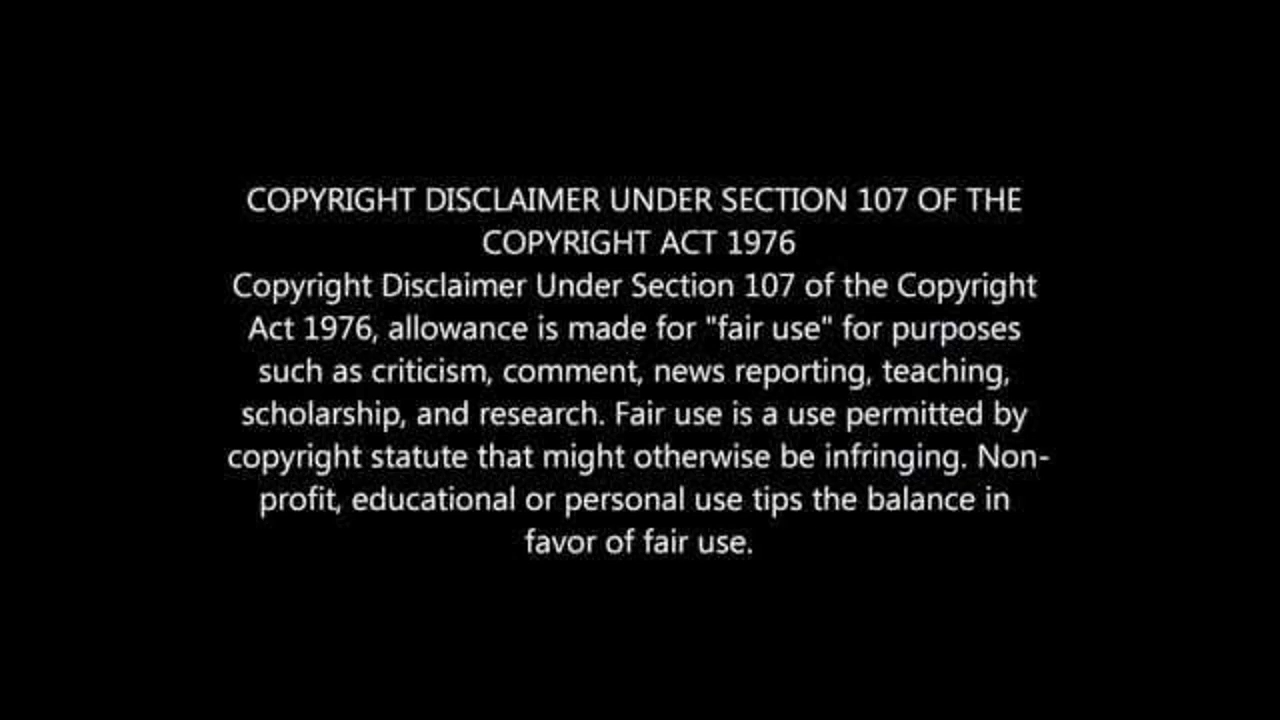 COPYRIGHT DISCLAIMER UNDER SECTION 107 OF THE
COPYRIGHT ACT 1976
Copyright Disclaimer Under Section 107 of the Copyright
Act 1976, allowance is made for "fair use" for purposes
such as criticism, comment, news reporting, teaching,
scholarship, and research. Fair use is a use permitted by
copyright statute that might otherwise be infringing. Non-
profit, educational or personal use tips the balance in
favor of fair use.